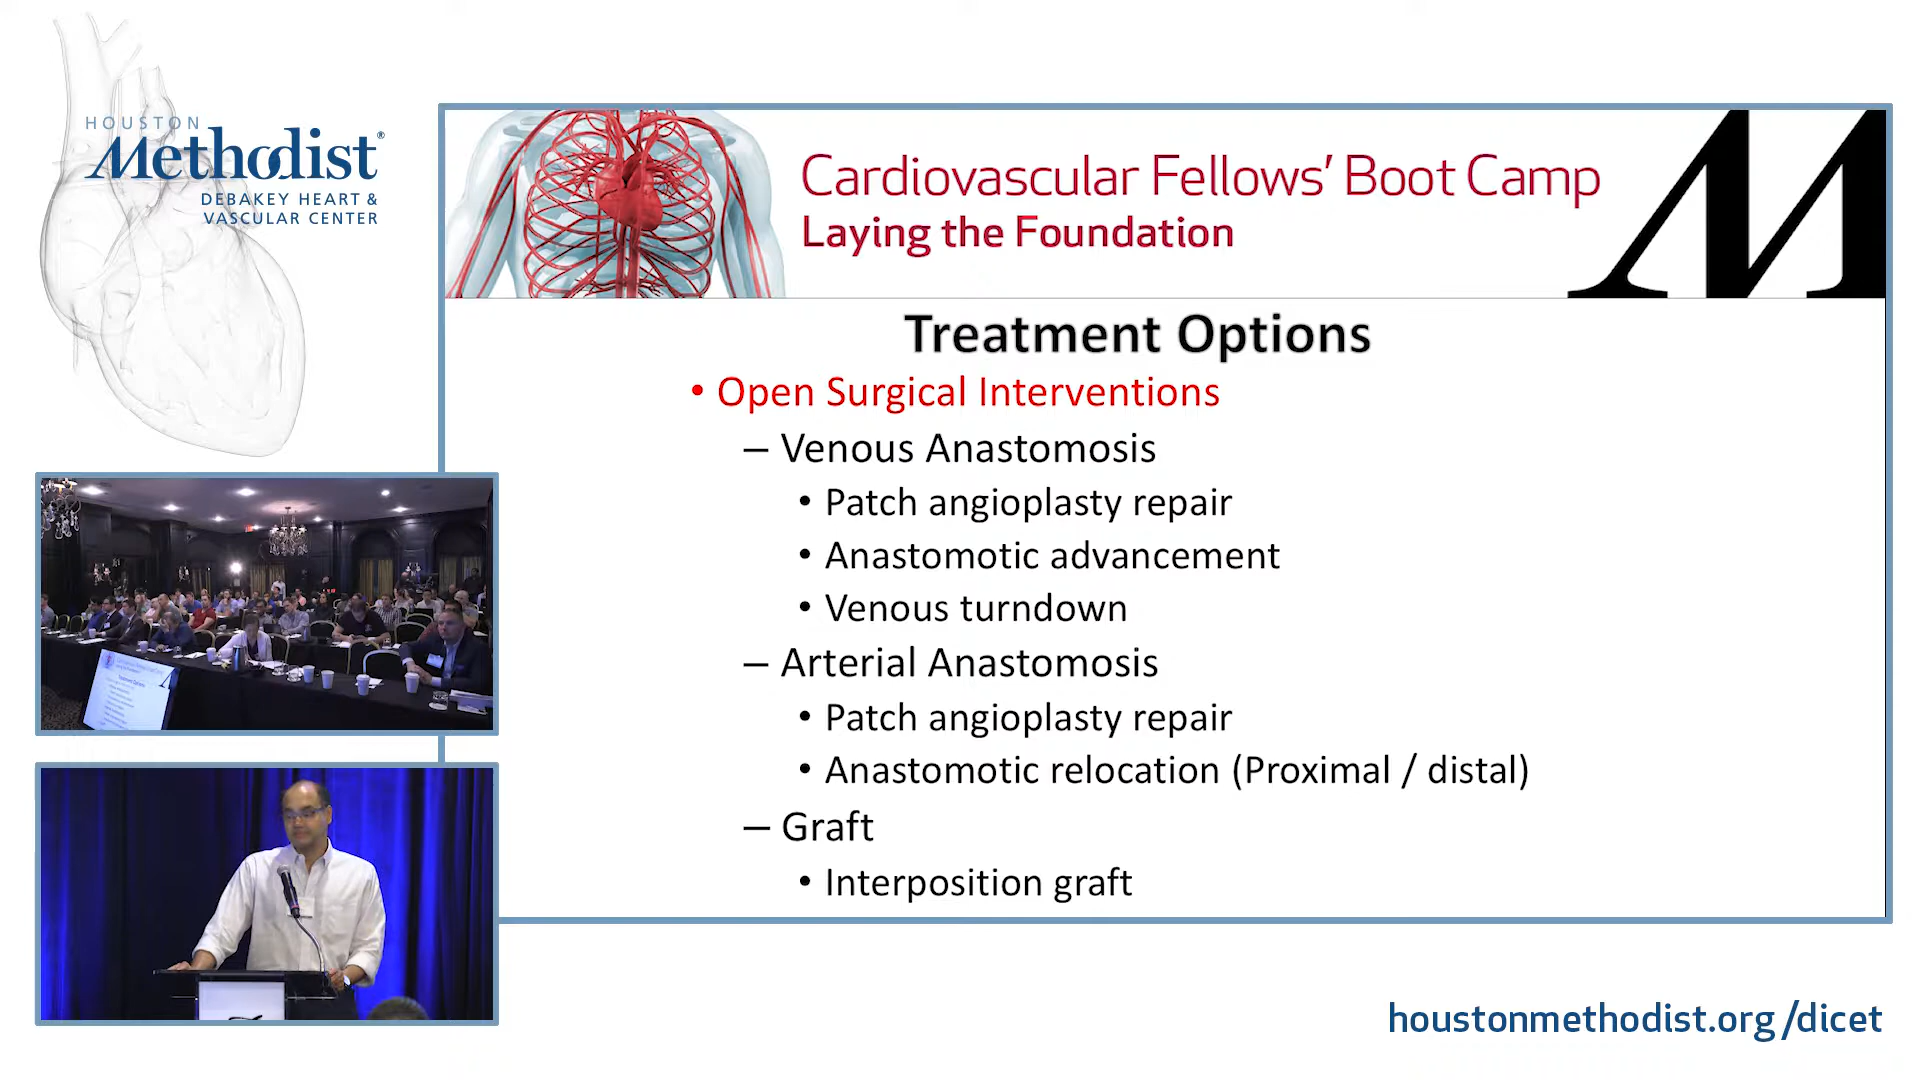 HOUSTON
Methodist®
DEBAKEY HEART &
VASCULAR CENTER
Cardiovascular Fellows' Boot Camp
Laying the Foundation
M
Treatment Options
• Open Surgical Interventions
– Venous Anastomosis
• Patch angioplasty repair
• Anastomotic advancement
• Venous turndown
– Arterial Anastomosis
• Patch angioplasty repair
• Anastomotic relocation (Proximal / distal)
– Graft
• Interposition graft
Treatment Options
houstonmethodist.org/dicet